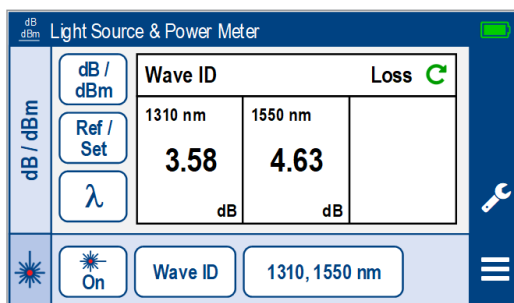 dB
dBm
Light Source & Power Meter
dB / dBm
dB /
dBm
Ref /
Set
λ
Wave ID
Loss
1310 nm
1550 nm
3.58
4.63
dB
dB
On
Wave ID
1310, 1550 nm